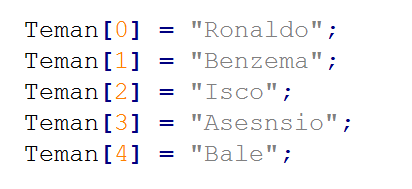 Teman[0] = "Ronaldo";
Teman[1] = "Benzema";
Teman[2] = "Isco";
Teman[3] = "Asesnsio";
Teman[4] = "Bale";